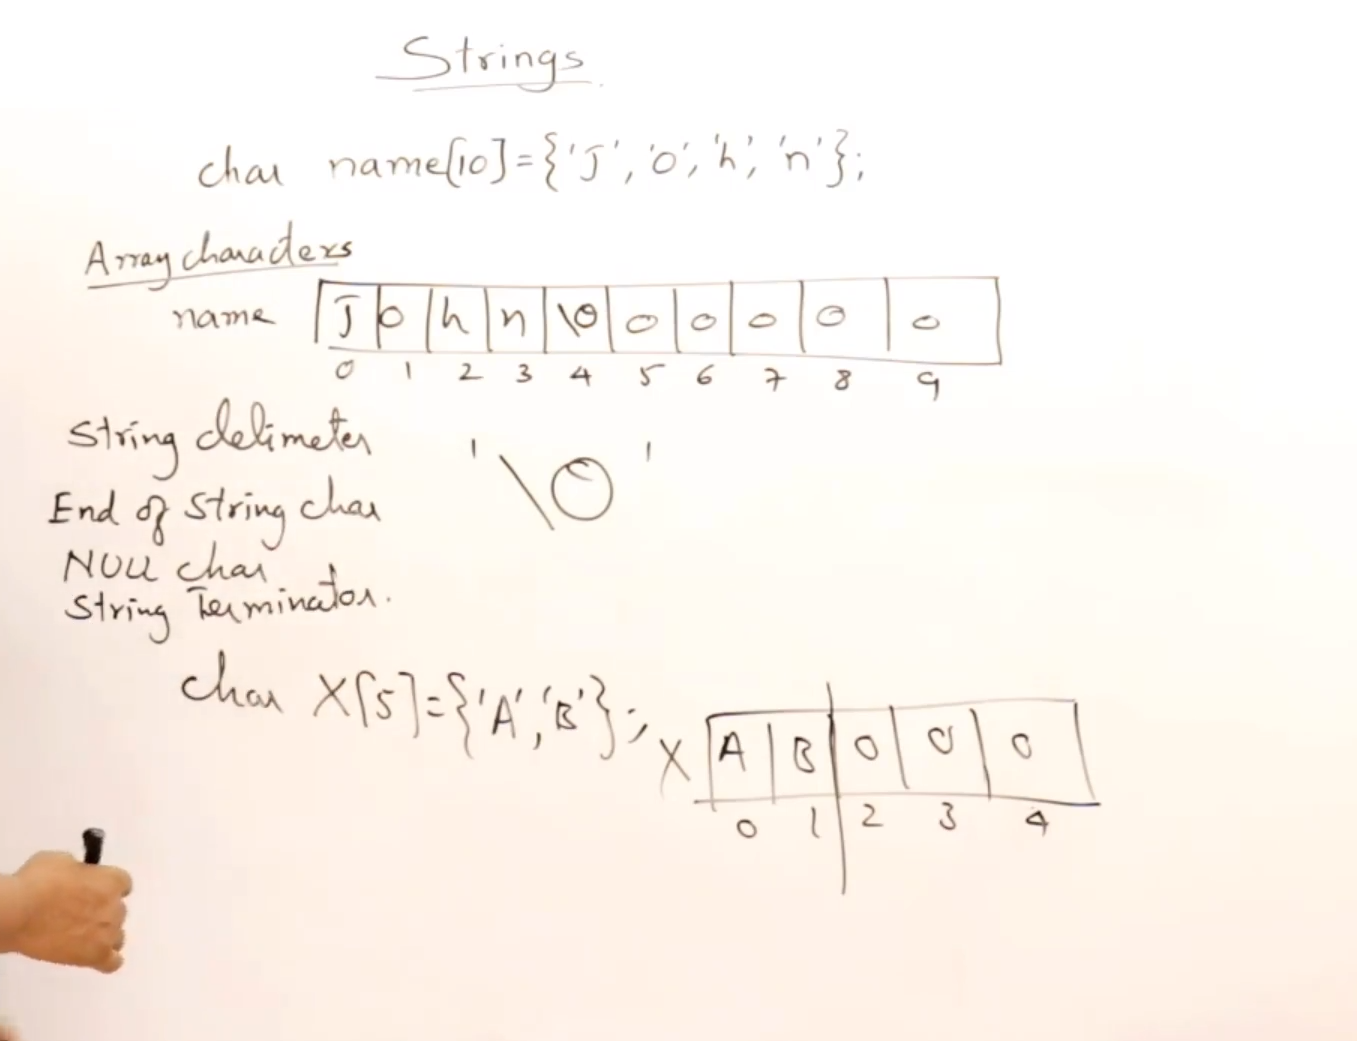 Strings
char name[10]={'J','o','h','n'};
Array characters
name J o h n \0 0 0 0 0 0
0 1 2 3 4 5 6 7 8 9
String delimeter
'\0'
End of string char
NULL char
String Terminator.
char X[5]={'A','B'};
X A B 0 0 0
0 1 2 3 4